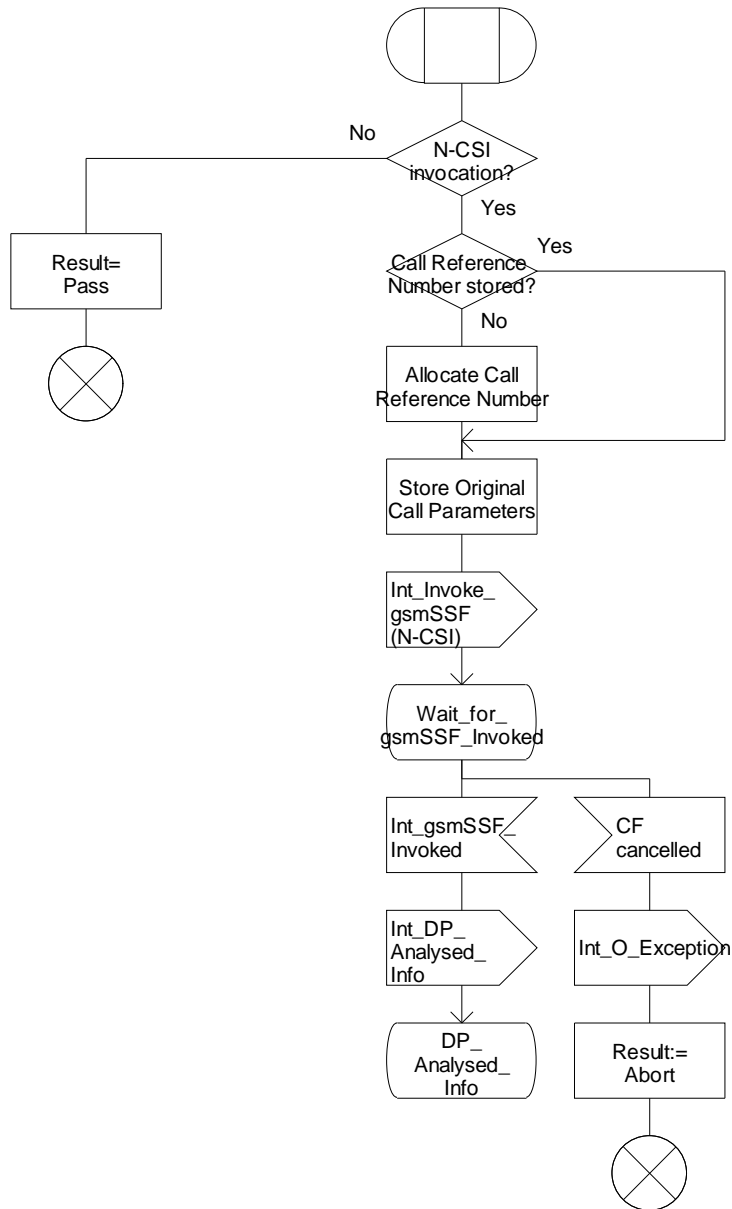 No
N-CSI
invocation?
Yes
Result=
Pass
Call Reference
Number stored?
Yes
No
Allocate Call
Reference Number
Store Original
Call Parameters
Int_Invoke_
gsmSSF
(N-CSI)
Wait_for_
gsmSSF_Invoked
Int_gsmSSF_
Invoked
CF
cancelled
Int_DP_
Analysed_
Info
Int_O_Exception
DP_
Analysed_
Info
Result:=
Abort